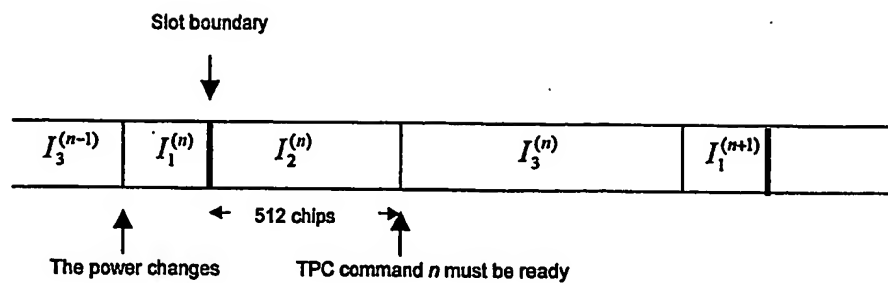 Slot boundary
I_3^{(n-1)} I_1^{(n)} I_2^{(n)} I_3^{(n)} I_1^{(n+1)}
512 chips
The power changes TPC command n must be ready